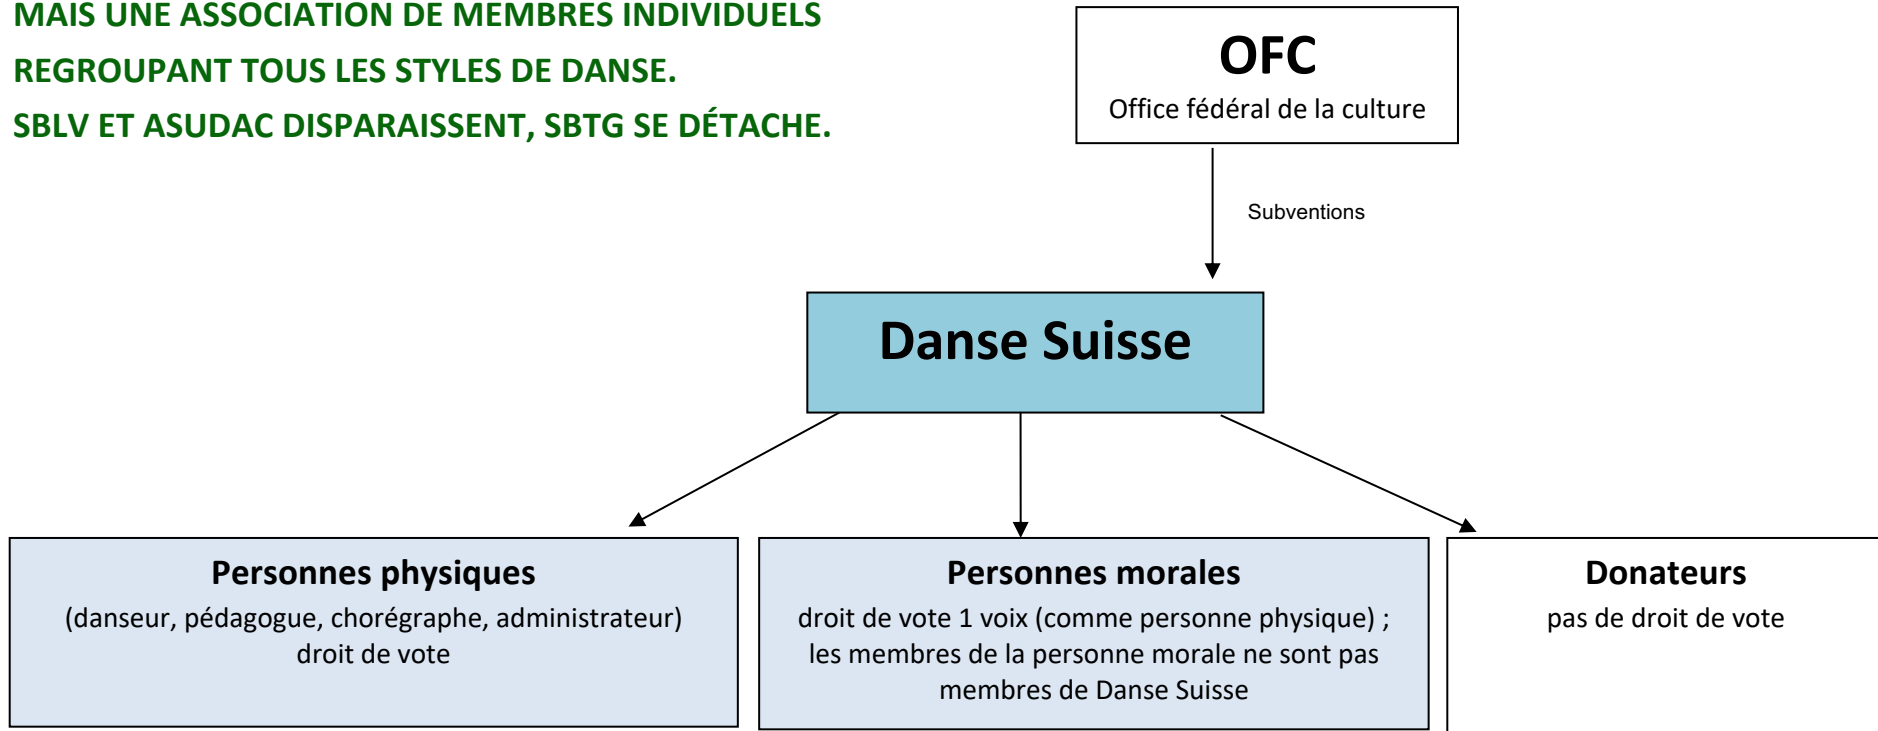 MAIS UNE ASSOCIATION DE MEMBRES INDIVIDUELS
REGROUPANT TOUS LES STYLES DE DANSE.
SBLV ET ASUDAC DISPARAISSENT, SBTG SE DÉTACHE.
OFC
Office fédéral de la culture
Subventions
Danse Suisse
Personnes physiques
(danseur, pédagogue, chorégraphe, administrateur)
droit de vote
Personnes morales
droit de vote 1 voix (comme personne physique) ;
les membres de la personne morale ne sont pas
membres de Danse Suisse
Donateurs
pas de droit de vote